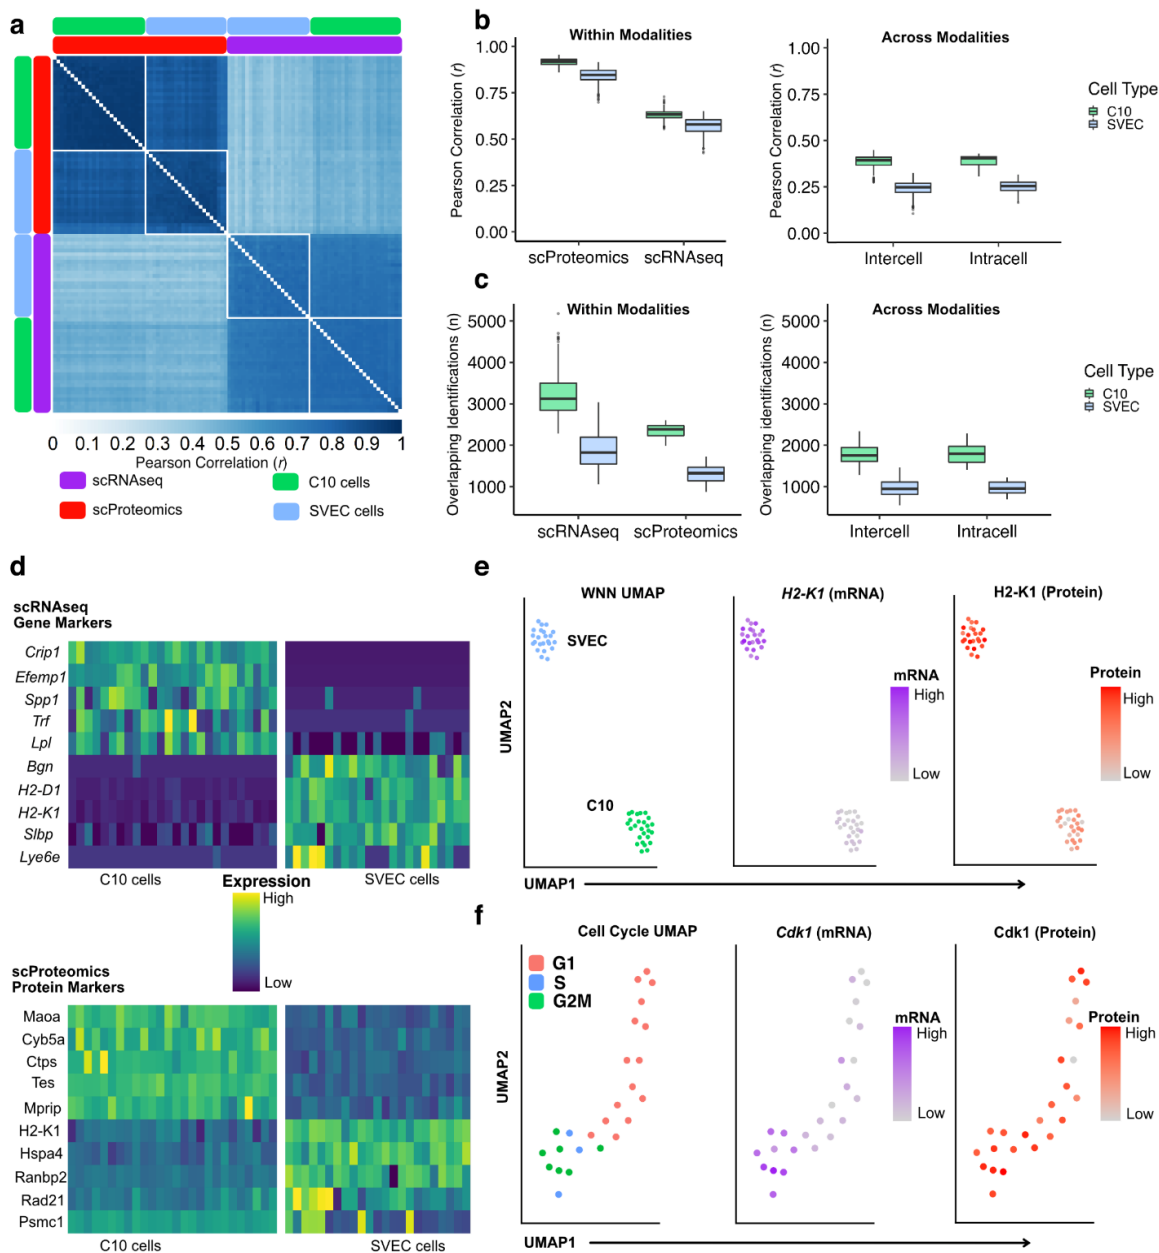 a
0 0.1 0.2 0.3 0.4 0.5 0.6 0.7 0.8 0.9 1
Pearson Correlation (r)
scRNAseq
C10 cells
scProteomics
SVEC cells
b
Within Modalities
Pearson Correlation (r)
1.00
0.75
0.50
0.25
0.00
scProteomics
scRNAseq
Across Modalities
Pearson Correlation (r)
1.00
0.75
0.50
0.25
0.00
Intercell
Intracell
Cell Type
C10
SVEC
c
Within Modalities
Overlapping Identifications (n)
5000
4000
3000
2000
1000
scRNAseq
scProteomics
Across Modalities
Overlapping Identifications (n)
5000
4000
3000
2000
1000
Intercell
Intracell
Cell Type
C10
SVEC
d
scRNAseq
Gene Markers
Crip1
Efemp1
Spp1
Trf
Lpl
Bgn
H2-D1
H2-K1
Slbp
Lye6e
C10 cells
SVEC cells
Expression
High
Low
scProteomics
Protein Markers
Maoa
Cyb5a
Ctps
Tes
Mprip
H2-K1
Hspa4
Ranbp2
Rad21
Psmc1
C10 cells
SVEC cells
e
WNN UMAP
SVEC
C10
UMAP2
UMAP1
H2-K1 (mRNA)
mRNA
High
Low
H2-K1 (Protein)
Protein
High
Low
f
Cell Cycle UMAP
G1
S
G2M
UMAP2
UMAP1
Cdk1 (mRNA)
mRNA
High
Low
Cdk1 (Protein)
Protein
High
Low